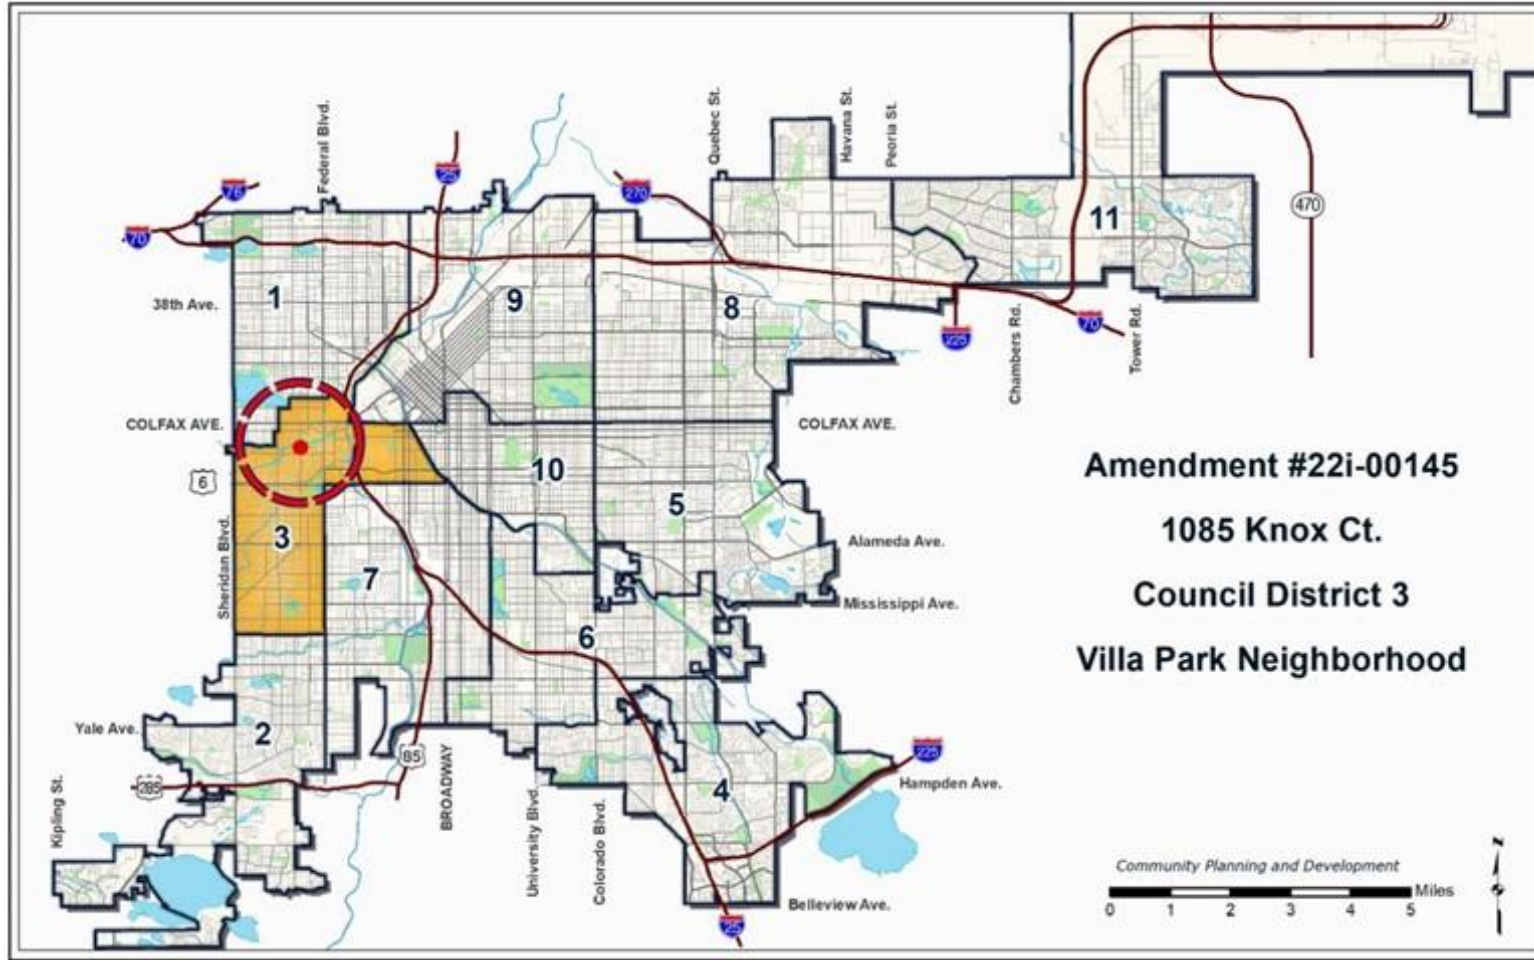 Federal Blvd.
Quebec St.
Havana St.
Peoria St.
76
25
270
70
470
11
1
9
8
38th Ave.
225
70
Chambers Rd.
Tower Rd.
COLFAX AVE.
COLFAX AVE.
6
10
5
3
7
Sheridan Blvd.
Alameda Ave.
Mississippi Ave.
6
Amendment #22i-00145
1085 Knox Ct.
Council District 3
Villa Park Neighborhood
Yale Ave.
2
85
285
BROADWAY
4
225
Hampden Ave.
Kipling St.
University Blvd.
Colorado Blvd.
Belleview Ave.
25
Community Planning and Development
Miles
0 1 2 3 4 5
N